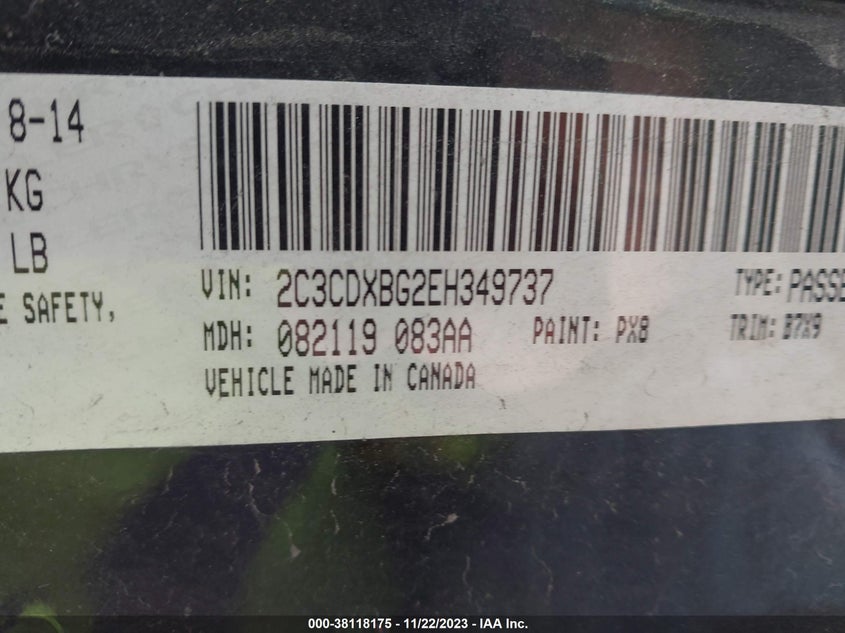 8-14
KG
LB
E SAFETY,
VIN: 2C3CDXBG2EH349737
TYPE: PASSE
MDH: 082119 083AA
PAINT: PX8
TRIM: B7X9
VEHICLE MADE IN CANADA
000-38118175 - 11/22/2023 - IAA Inc.